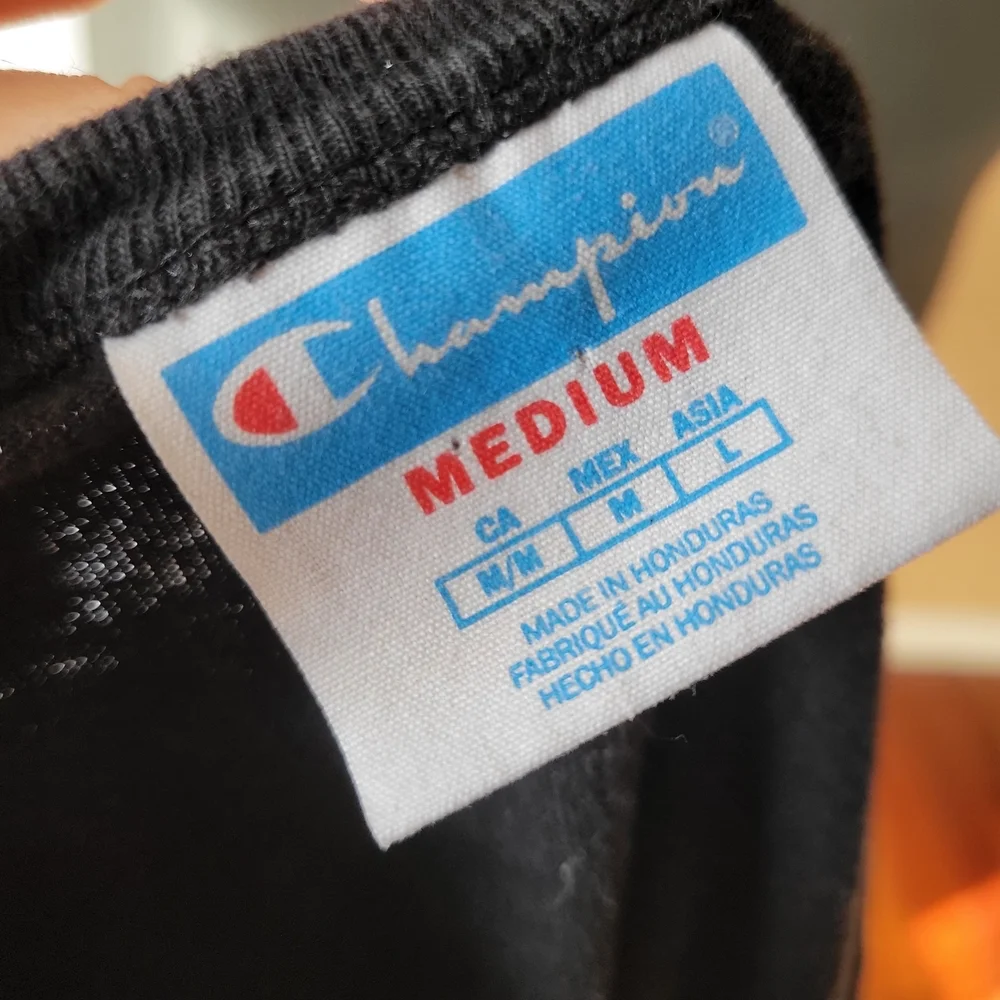 Champion®
MEDIUM
CA MEX ASIA
M/M M L
MADE IN HONDURAS
FABRIQUÉ AU HONDURAS
HECHO EN HONDURAS